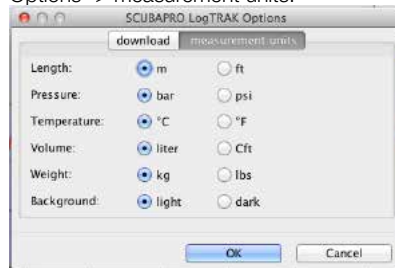 Options -> measurement units.
SCUBAPRO LogTRAK Options
download measurement units
Length: m ft
Pressure: bar psi
Temperature: °C °F
Volume: liter Cft
Weight: kg lbs
Background: light dark
OK Cancel